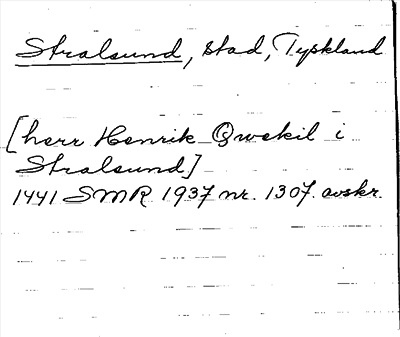 Stralsund, stad, Tyskland
[herr Henrik Qwekil i
Stralsund]
1441 SMR 1937 nr. 1307. avskr.